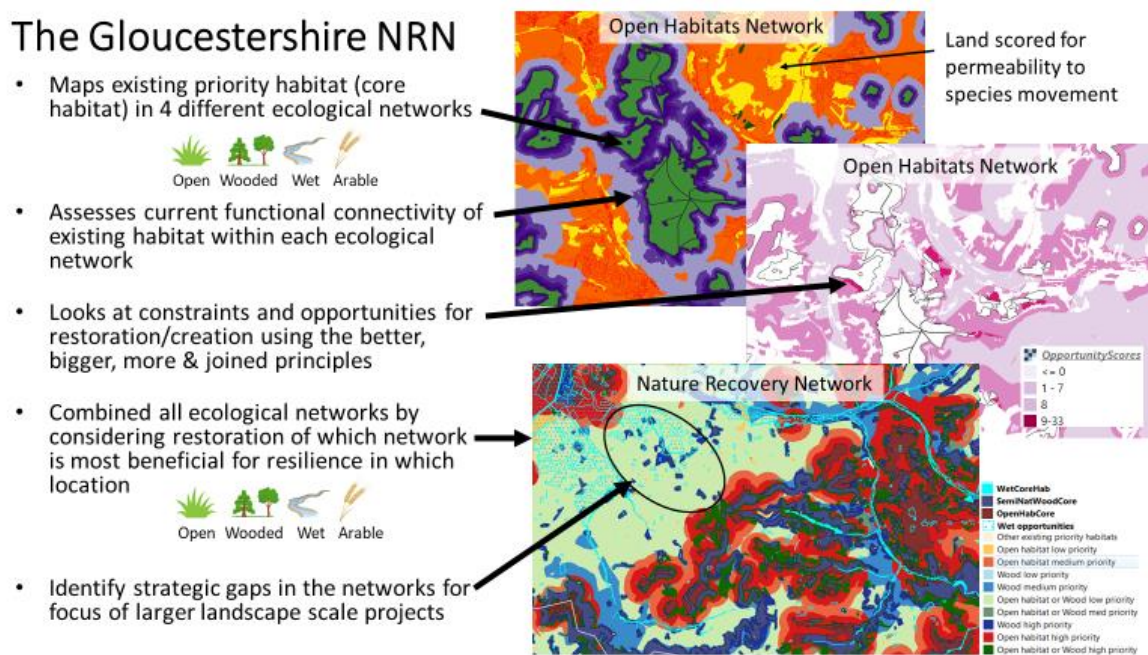 The Gloucestershire NRN
• Maps existing priority habitat (core
habitat) in 4 different ecological networks
Open Wooded Wet Arable
• Assesses current functional connectivity of
existing habitat within each ecological
network
• Looks at constraints and opportunities for
restoration/creation using the better,
bigger, more & joined principles
• Combined all ecological networks by
considering restoration of which network
is most beneficial for resilience in which
location
Open Wooded Wet Arable
• Identify strategic gaps in the networks for
focus of larger landscape scale projects
Open Habitats Network
Land scored for
permeability to
species movement
Open Habitats Network
OpportunityScores
<= 0
1 - 7
8
9-33
Nature Recovery Network
WetCoreHab
SemiNatWoodCore
OpenHabCore
Wet opportunities
Other existing priority habitats
Open habitat low priority
Open habitat medium priority
Wood low priority
Wood medium priority
Open habitat or Wood low priority
Open habitat or Wood med priority
Wood high priority
Open habitat high priority
Open habitat or Wood high priority